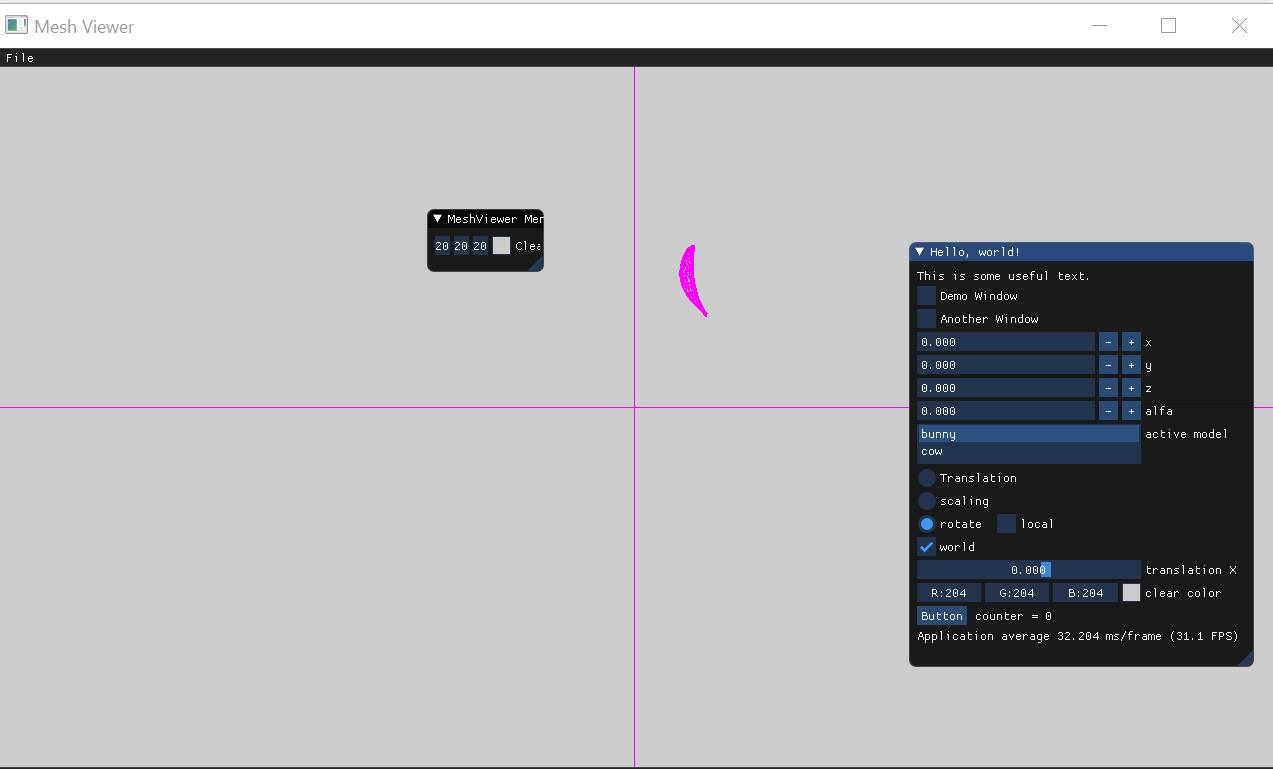 Mesh Viewer
File
MeshViewer Mer
20 20 20 Clea
Hello, world!
This is some useful text.
Demo Window
Another Window
0.000 - + x
0.000 - + y
0.000 - + z
0.000 - + alfa
bunny active model
cow
Translation
scaling
rotate local
world
0.000 translation X
R:204 G:204 B:204 clear color
Button counter = 0
Application average 32.204 ms/frame (31.1 FPS)